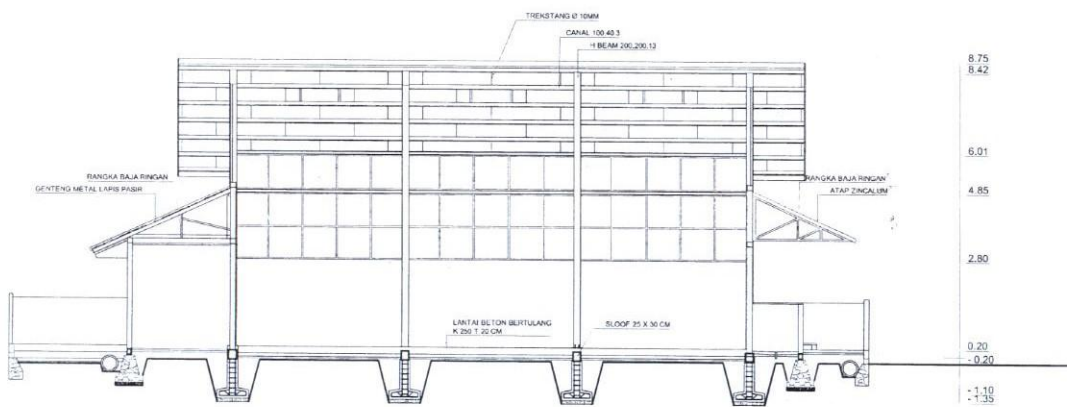 TREKSTANG Ø 10MM
CANAL 100.40.3
H BEAM 200.200.13
8.75
8.42
6.01
RANGKA BAJA RINGAN
GENTENG METAL LAPIS PASIR
RANGKA BAJA RINGAN
ATAP ZINCALUM
4.85
2.80
LANTAI BETON BERTULANG
K 250 T 20 CM
SLOOF 25 X 30 CM
0.20
- 0.20
- 1.10
- 1.35